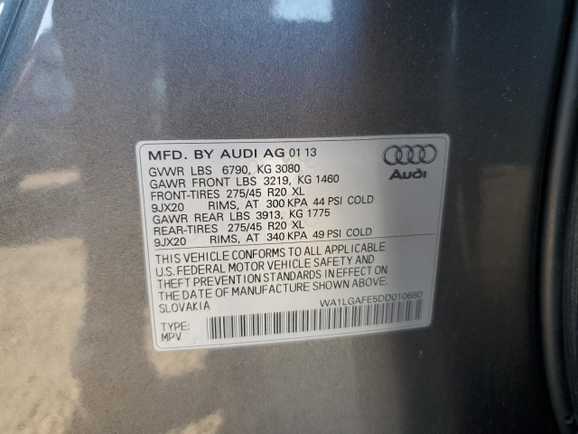 MFD. BY AUDI AG 01 13
GVWR LBS 6790, KG 3080
GAWR FRONT LBS 3219, KG 1460
FRONT-TIRES 275/45 R20 XL
9JX20 RIMS, AT 300 KPA 44 PSI COLD
GAWR REAR LBS 3913, KG 1775
REAR-TIRES 275/45 R20 XL
9JX20 RIMS, AT 340 KPA 49 PSI COLD
Audi
THIS VEHICLE CONFORMS TO ALL APPLICABLE
U.S. FEDERAL MOTOR VEHICLE SAFETY AND
THEFT PREVENTION STANDARDS IN EFFECT ON
THE DATE OF MANUFACTURE SHOWN ABOVE.
SLOVAKIA
WA1LGAFE5DD010680
TYPE:
MPV